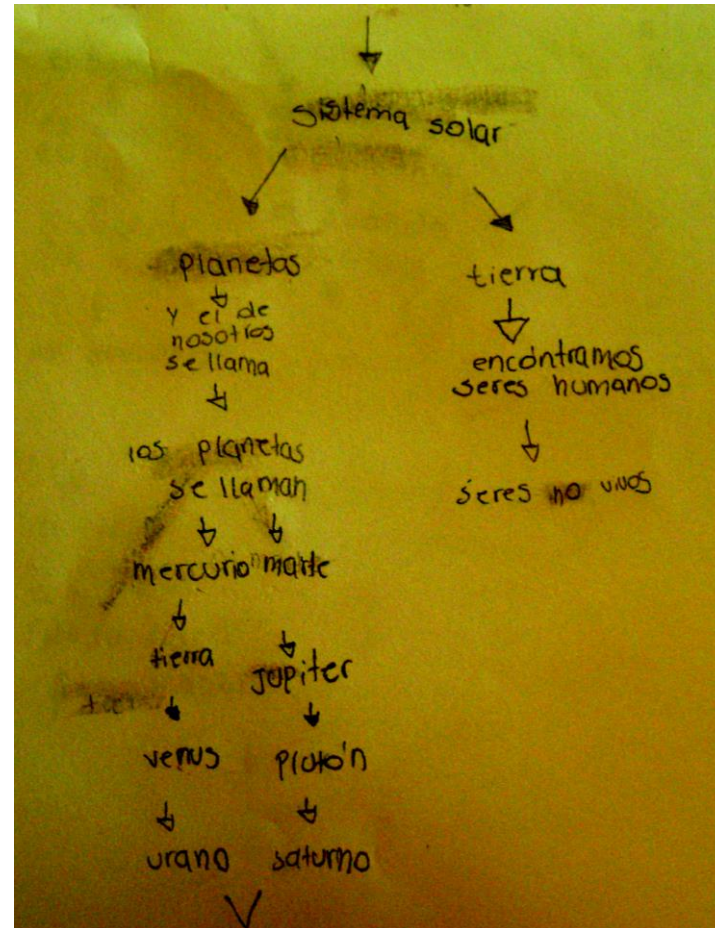 sistema solar
planetas
y el de
nosotros
se llama
los planetas
se llaman
mercurio marte
tierra
jupiter
venus plutón
urano saturno
tierra
encontramos
seres humanos
seres no vivos